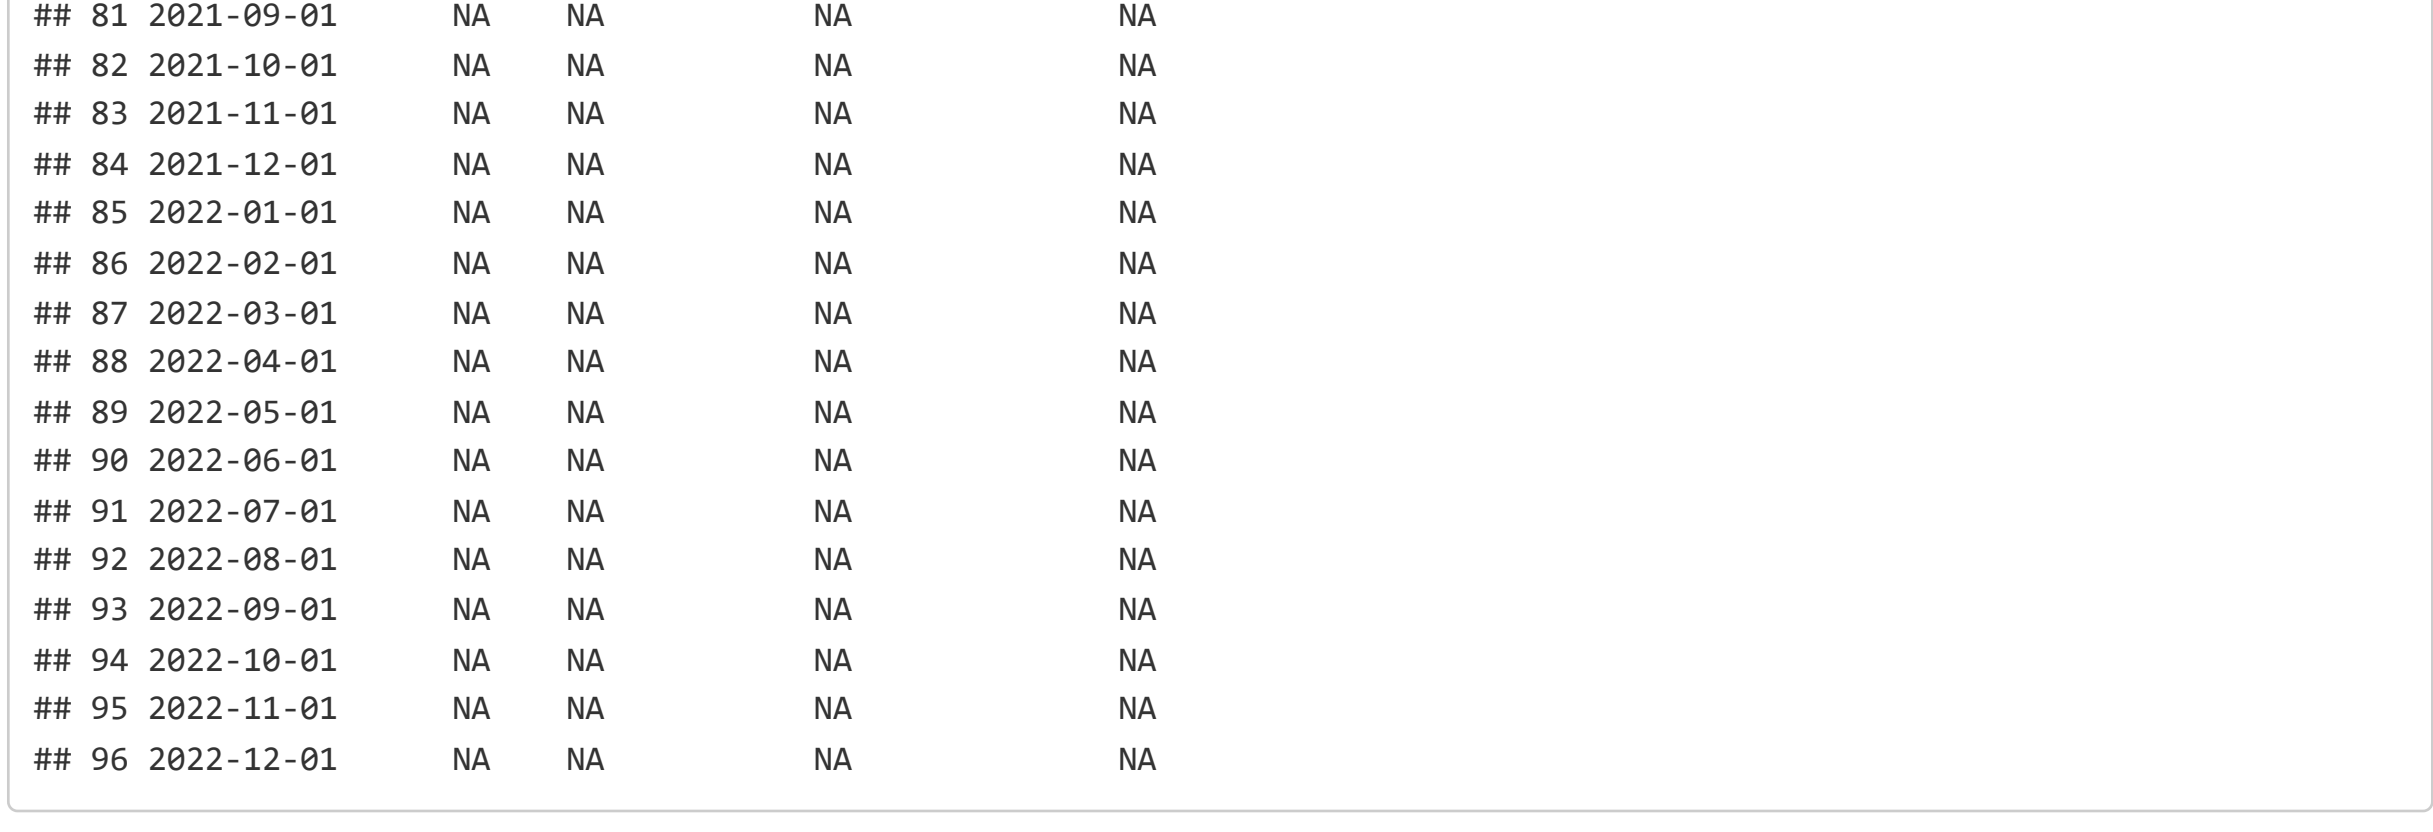 ## 81 2021-09-01      NA    NA           NA              NA
## 82 2021-10-01      NA    NA           NA              NA
## 83 2021-11-01      NA    NA           NA              NA
## 84 2021-12-01      NA    NA           NA              NA
## 85 2022-01-01      NA    NA           NA              NA
## 86 2022-02-01      NA    NA           NA              NA
## 87 2022-03-01      NA    NA           NA              NA
## 88 2022-04-01      NA    NA           NA              NA
## 89 2022-05-01      NA    NA           NA              NA
## 90 2022-06-01      NA    NA           NA              NA
## 91 2022-07-01      NA    NA           NA              NA
## 92 2022-08-01      NA    NA           NA              NA
## 93 2022-09-01      NA    NA           NA              NA
## 94 2022-10-01      NA    NA           NA              NA
## 95 2022-11-01      NA    NA           NA              NA
## 96 2022-12-01      NA    NA           NA              NA